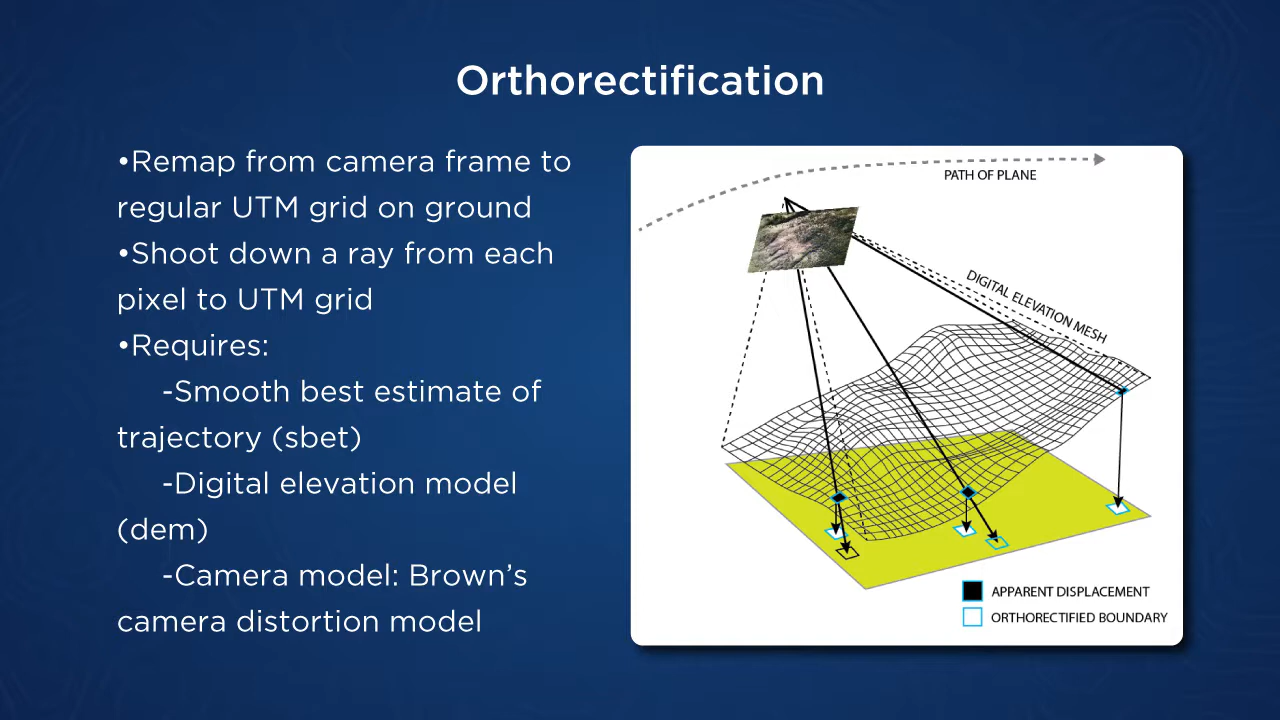 Orthorectification
•Remap from camera frame to
regular UTM grid on ground
•Shoot down a ray from each
pixel to UTM grid
•Requires:
-Smooth best estimate of
trajectory (sbet)
-Digital elevation model
(dem)
-Camera model: Brown’s
camera distortion model
PATH OF PLANE
DIGITAL ELEVATION MESH
APPARENT DISPLACEMENT
ORTHORECTIFIED BOUNDARY